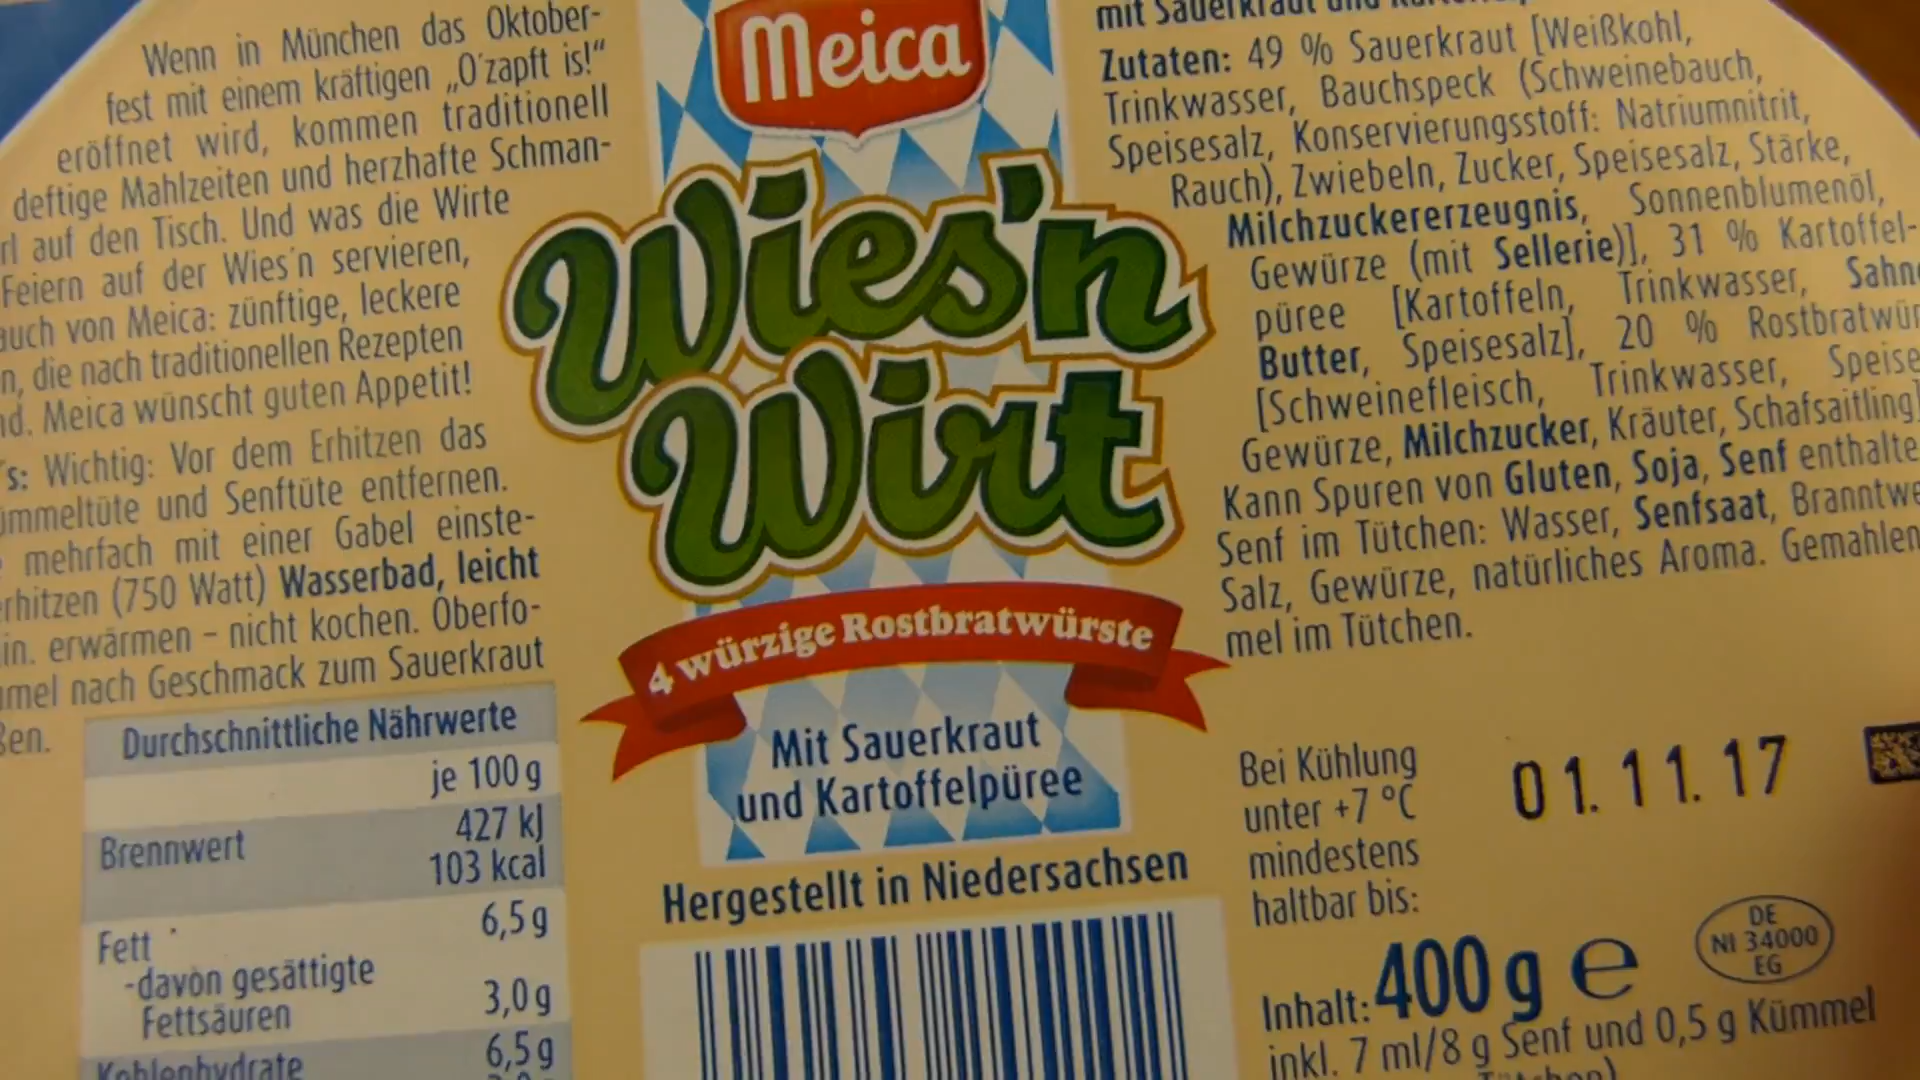 Wenn in München das Oktober-
fest mit einem kräftigen „O'zapft is!“
eröffnet wird, kommen traditionell
deftige Mahlzeiten und herzhafte Schman-
rl auf den Tisch. Und was die Wirte
Feiern auf der Wies'n servieren,
auch von Meica: zünftige, leckere
n, die nach traditionellen Rezepten
nd. Meica wünscht guten Appetit!
's: Wichtig: Vor dem Erhitzen das
ümmeltüte und Senftüte entfernen.
mehrfach mit einer Gabel einste-
erhitzen (750 Watt) Wasserbad, leicht
in. erwärmen – nicht kochen. Oberfo-
mmel nach Geschmack zum Sauerkraut
ßen.
Durchschnittliche Nährwerte
je 100 g
Brennwert 427 kJ
103 kcal
Fett 6,5 g
-davon gesättigte
Fettsäuren 3,0 g
Kohlenhydrate 6,5 g
Meica
Wies'n
Wirt
4 würzige Rostbratwürste
Mit Sauerkraut
und Kartoffelpüree
Hergestellt in Niedersachsen
mit Sauerkraut und
Zutaten: 49 % Sauerkraut [Weißkohl,
Trinkwasser, Bauchspeck (Schweinebauch,
Speisesalz, Konservierungsstoff: Natriumnitrit,
Rauch), Zwiebeln, Zucker, Speisesalz, Stärke,
Milchzuckererzeugnis, Sonnenblumenöl,
Gewürze (mit Sellerie)], 31 % Kartoffel-
püree [Kartoffeln, Trinkwasser, Sahne
Butter, Speisesalz], 20 % Rostbratwür
[Schweinefleisch, Trinkwasser, Speise
Gewürze, Milchzucker, Kräuter, Schafsaitling]
Kann Spuren von Gluten, Soja, Senf enthalte
Senf im Tütchen: Wasser, Senfsaat, Branntwe
Salz, Gewürze, natürliches Aroma. Gemahlen
mel im Tütchen.
Bei Kühlung
unter +7 °C
mindestens
haltbar bis:
01.11.17
Inhalt: 400 g e
DE
NI 34000
EG
inkl. 7 ml/8 g Senf und 0,5 g Kümmel